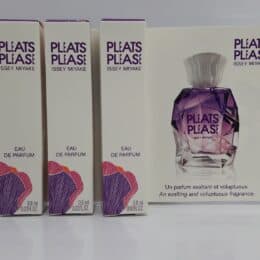 PLEATS
PLEASE
ISSEY MIYAKE
EAU
DE PARFUM
PLEATS
PLEASE
ISSEY MIYAKE
EAU
DE PARFUM
PLEATS
PLEASE
ISSEY MIYAKE
EAU
DE PARFUM
PLEATS
PLEASE
ISSEY MIYAKE
PLEATS
PLEASE
Un parfum exaltant et voluptueux.
An exalting and voluptuous fragrance.